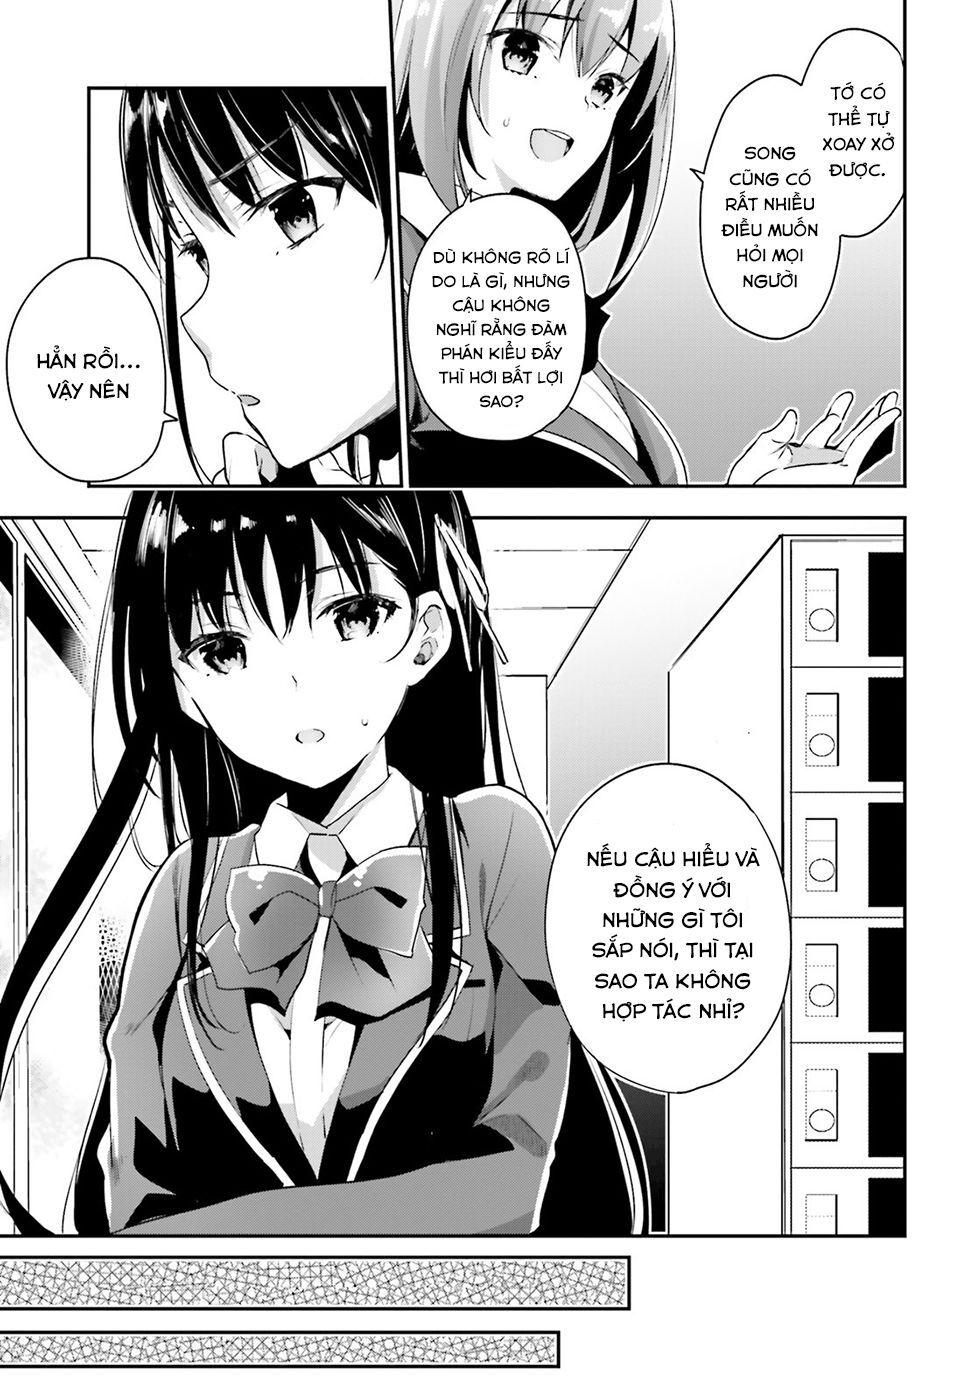 TỚ CÓ
THỂ TỰ
XOAY XỞ
ĐƯỢC.
SONG
CŨNG CÓ
RẤT NHIỀU
ĐIỀU MUỐN
HỎI MỌI
NGƯỜI
DÙ KHÔNG RÕ LÍ
DO LÀ GÌ, NHƯNG
CẬU KHÔNG
NGHĨ RẰNG ĐÀM
PHÁN KIỂU ĐẤY
THÌ HƠI BẤT LỢI
SAO?
HẲN RỒI...
VẬY NÊN
NẾU CẬU HIỂU VÀ
ĐỒNG Ý VỚI
NHỮNG GÌ TÔI
SẮP NÓI, THÌ TẠI
SAO TA KHÔNG
HỢP TÁC NHỈ?